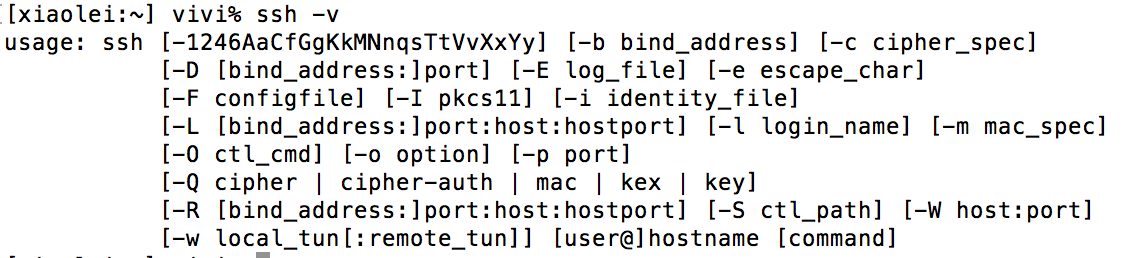 [xiaolei:~] vivi% ssh -v
usage: ssh [-1246AaCfGgKkMNnqsTtVvXxYy] [-b bind_address] [-c cipher_spec]
[-D [bind_address:]port] [-E log_file] [-e escape_char]
[-F configfile] [-I pkcs11] [-i identity_file]
[-L [bind_address:]port:host:hostport] [-l login_name] [-m mac_spec]
[-O ctl_cmd] [-o option] [-p port]
[-Q cipher | cipher-auth | mac | kex | key]
[-R [bind_address:]port:host:hostport] [-S ctl_path] [-W host:port]
[-w local_tun[:remote_tun]] [user@]hostname [command]